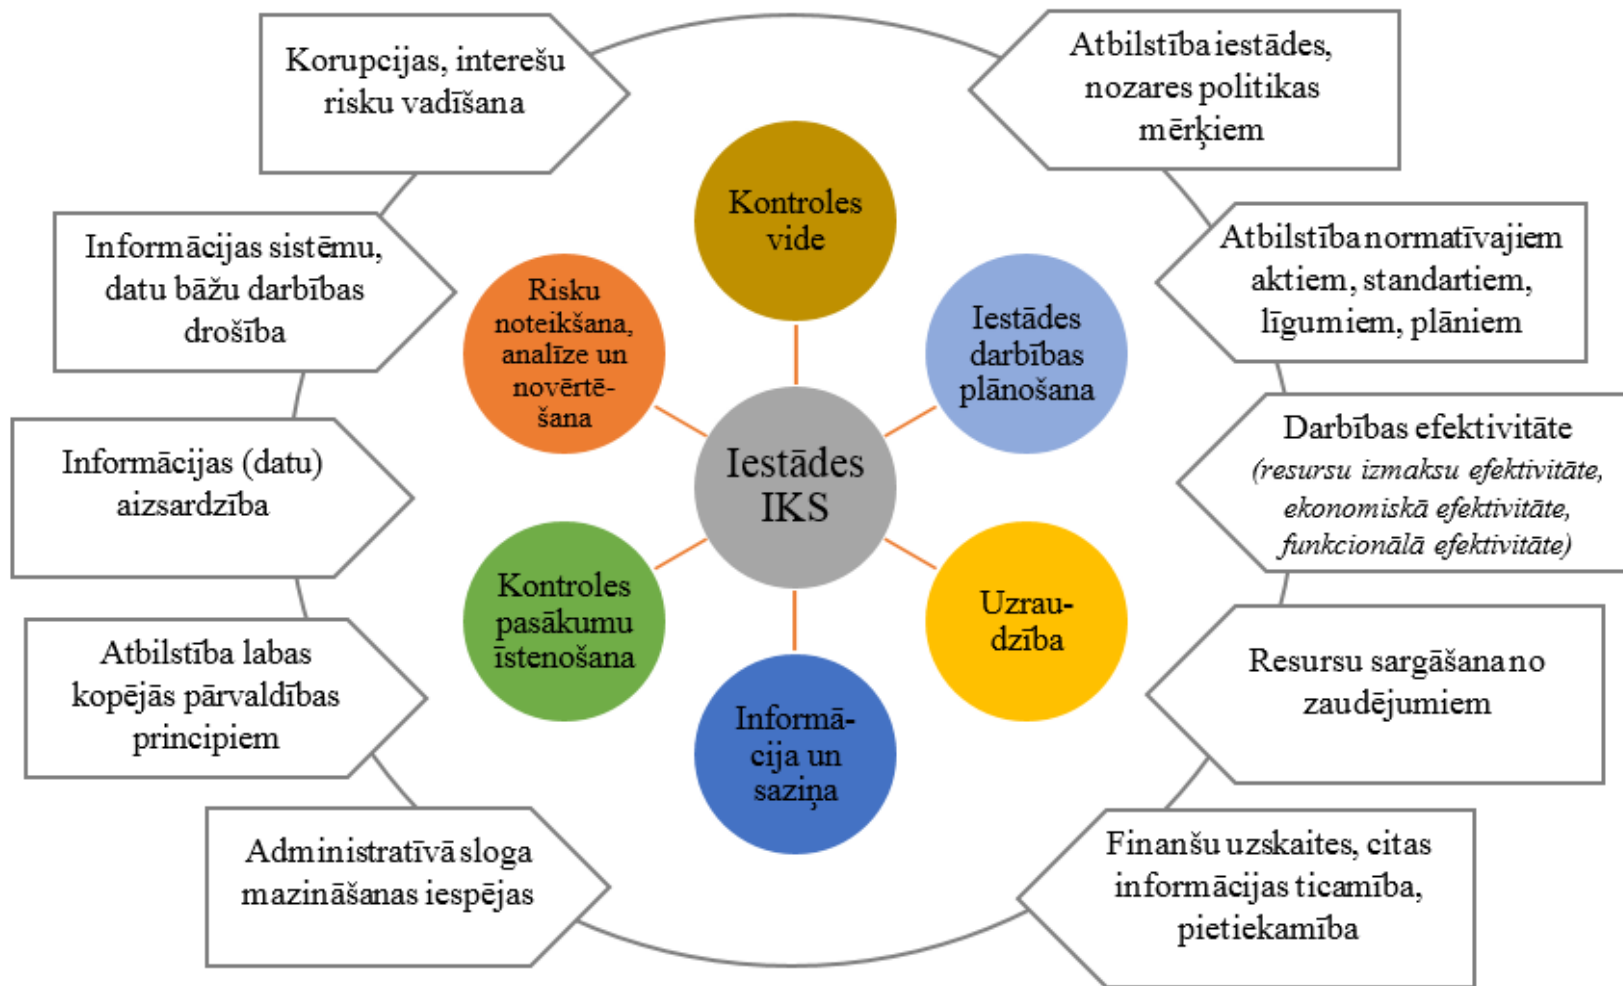 Korupcijas, interešu
risku vadīšana
Atbilstība iestādes,
nozares politikas
mērķiem
Informācijas sistēmu,
datu bāžu darbības
drošība
Atbilstība normatīvajiem
aktiem, standartiem,
līgumiem, plāniem
Informācijas (datu)
aizsardzība
Darbības efektivitāte
(resursu izmaksu efektivitāte,
ekonomiskā efektivitāte,
funkcionālā efektivitāte)
Atbilstība labas
kopējās pārvaldības
principiem
Resursu sargāšana no
zaudējumiem
Administratīvā sloga
mazināšanas iespējas
Finanšu uzskaites, citas
informācijas ticamība,
pietiekamība
Kontroles
vide
Risku
noteikšana,
analīze un
novērtē-
šana
Iestādes
darbības
plānošana
Iestādes
IKS
Kontroles
pasākumu
īstenošana
Uzrau-
dzība
Informā-
cija un
saziņa